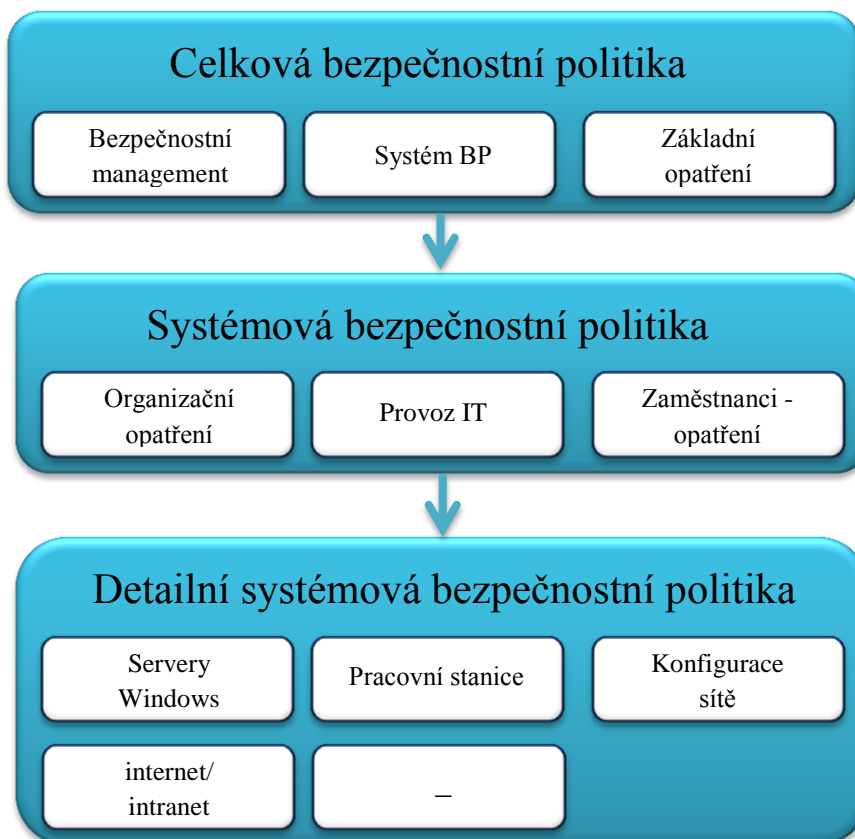 Celková bezpečnostní politika
Bezpečnostní
management
Systém BP
Základní
opatření
Systémová bezpečnostní politika
Organizační
opatření
Provoz IT
Zaměstnanci -
opatření
Detailní systémová bezpečnostní politika
Servery
Windows
Pracovní stanice
Konfigurace
sítě
internet/
intranet
–